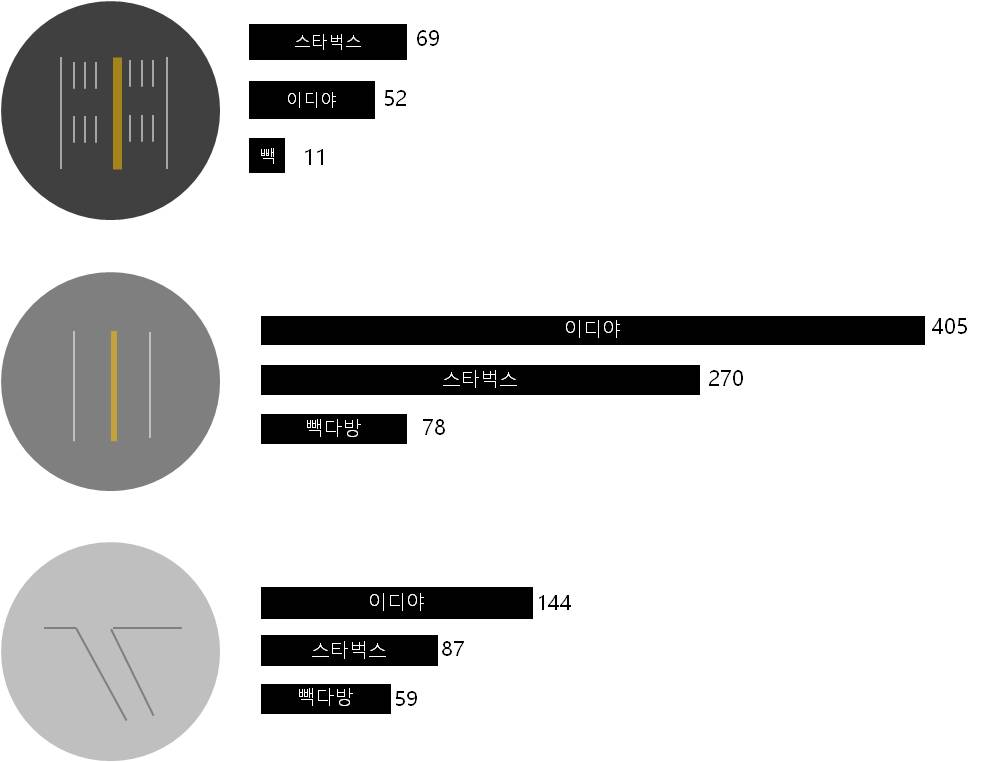 스타벅스 69
이디야 52
빽 11
이디야 405
스타벅스 270
빽다방 78
이디야 144
스타벅스 87
빽다방 59